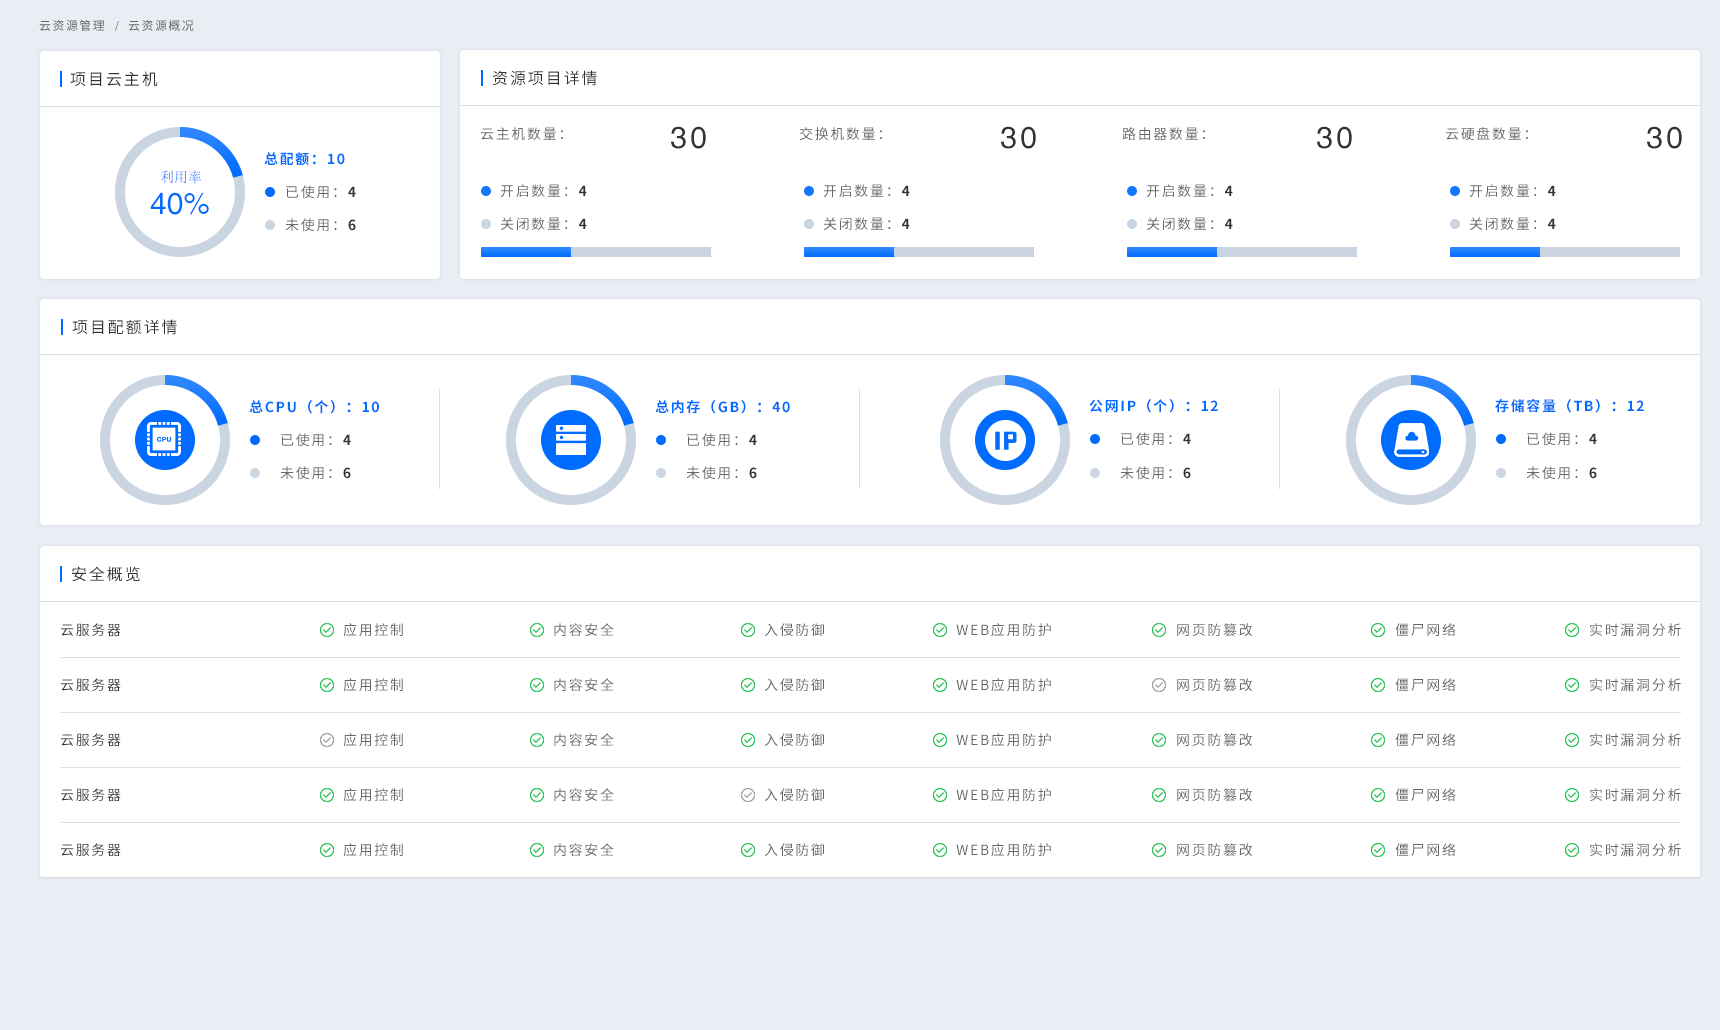 云资源管理 / 云资源概况
项目云主机
利用率
40%
总配额：10
已使用：4
未使用：6
资源项目详情
云主机数量： 30
开启数量：4
关闭数量：4
交换机数量： 30
开启数量：4
关闭数量：4
路由器数量： 30
开启数量：4
关闭数量：4
云硬盘数量： 30
开启数量：4
关闭数量：4
项目配额详情
CPU
总CPU（个）：10
已使用：4
未使用：6
总内存（GB）：40
已使用：4
未使用：6
IP
公网IP（个）：12
已使用：4
未使用：6
存储容量（TB）：12
已使用：4
未使用：6
安全概览
云服务器 应用控制 内容安全 入侵防御 WEB应用防护 网页防篡改 僵尸网络 实时漏洞分析
云服务器 应用控制 内容安全 入侵防御 WEB应用防护 网页防篡改 僵尸网络 实时漏洞分析
云服务器 应用控制 内容安全 入侵防御 WEB应用防护 网页防篡改 僵尸网络 实时漏洞分析
云服务器 应用控制 内容安全 入侵防御 WEB应用防护 网页防篡改 僵尸网络 实时漏洞分析
云服务器 应用控制 内容安全 入侵防御 WEB应用防护 网页防篡改 僵尸网络 实时漏洞分析